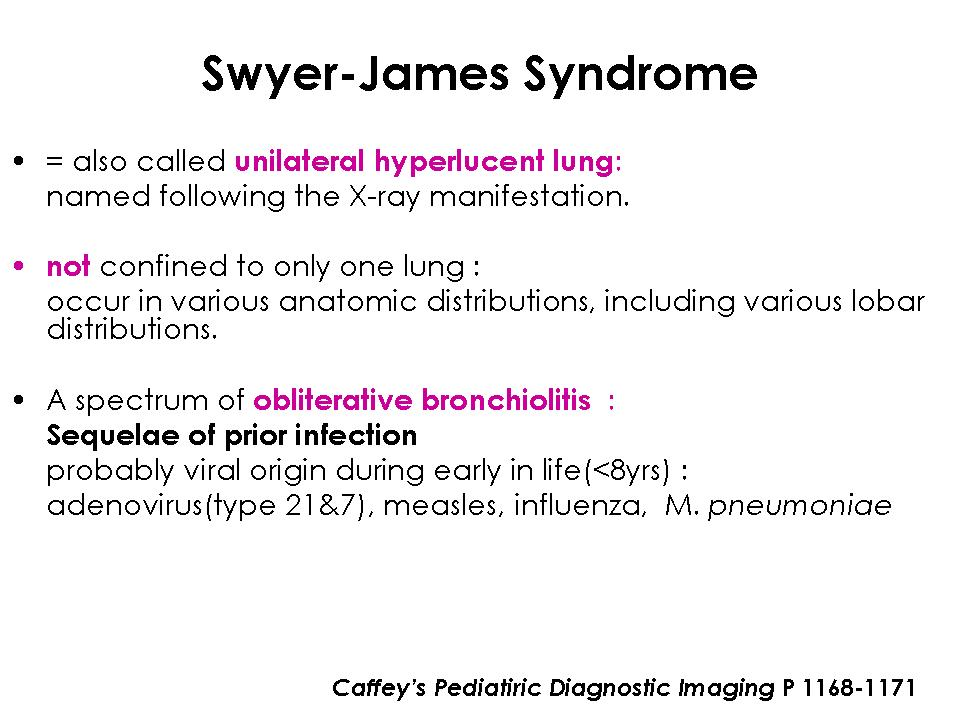 Swyer-James Syndrome
• = also called unilateral hyperlucent lung:
named following the X-ray manifestation.
• not confined to only one lung :
occur in various anatomic distributions, including various lobar
distributions.
• A spectrum of obliterative bronchiolitis :
Sequelae of prior infection
probably viral origin during early in life(<8yrs) :
adenovirus(type 21&7), measles, influenza, M. pneumoniae
Caffey's Pediatiric Diagnostic Imaging P 1168-1171